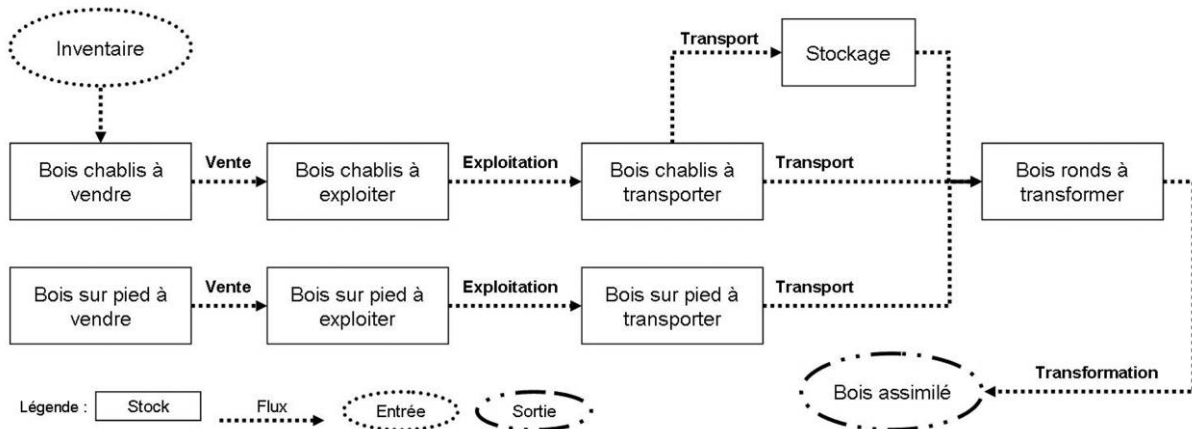 Transport
Inventaire
Stockage
Bois chablis à
vendre
Vente
Bois chablis à
exploiter
Exploitation
Bois chablis à
transporter
Transport
Bois ronds à
transformer
Bois sur pied à
vendre
Vente
Bois sur pied à
exploiter
Exploitation
Bois sur pied à
transporter
Transport
Transformation
Bois assimilé
Légende :
Stock
Flux
Entrée
Sortie